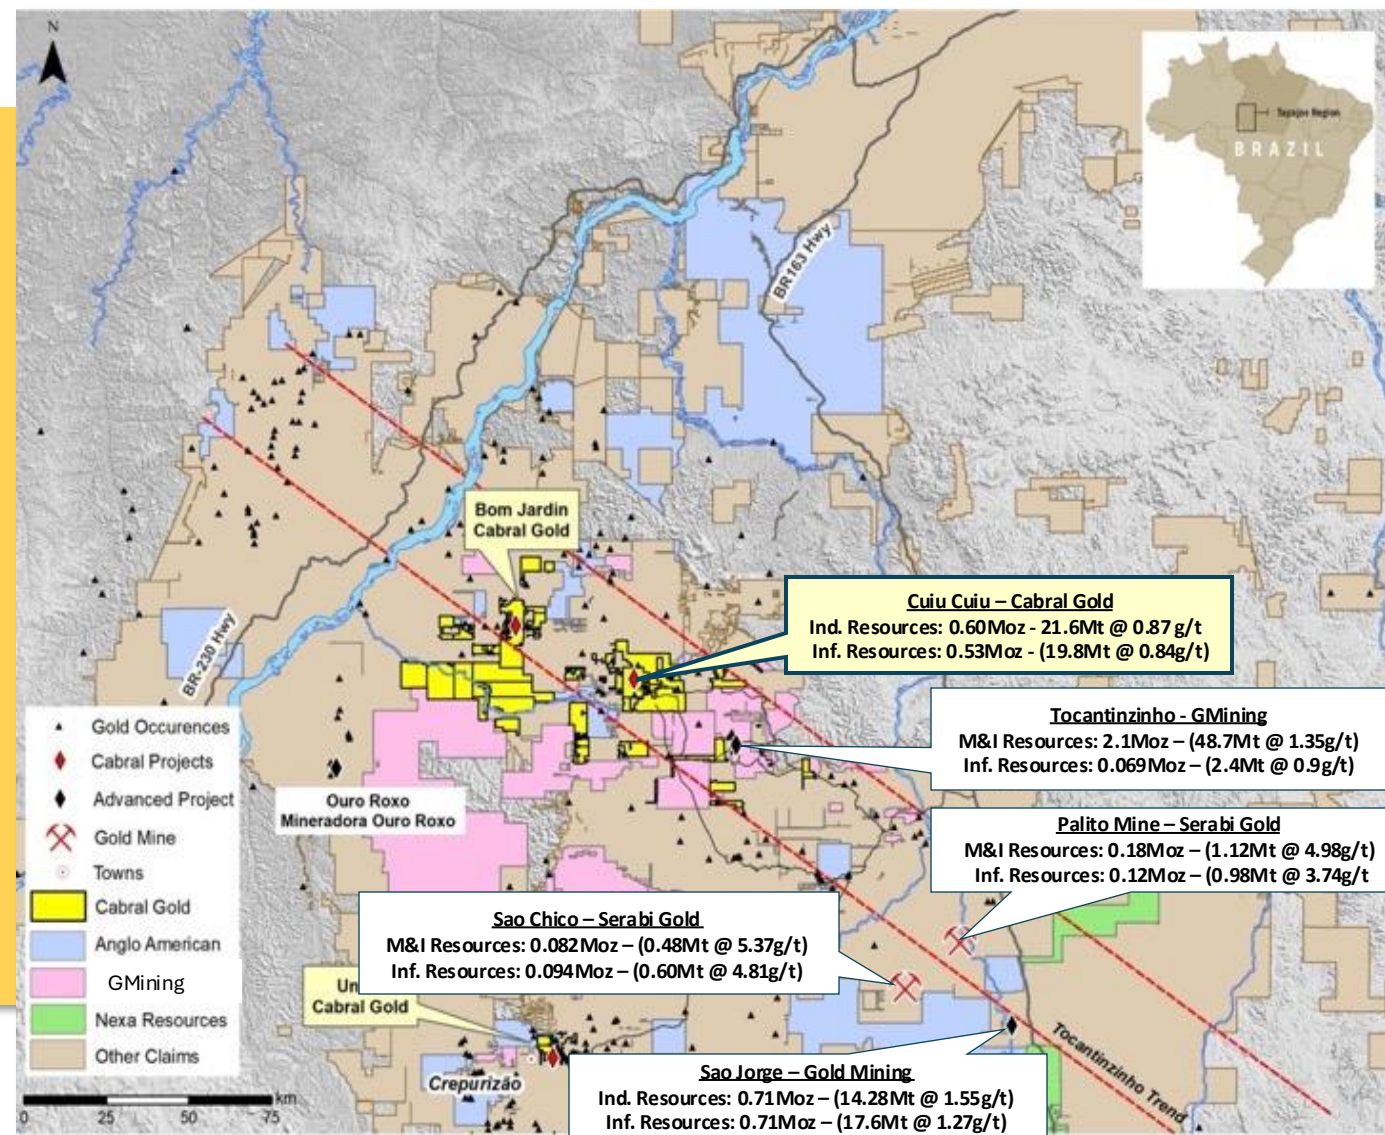 N
Tapajos Region
BRAZIL
BR163 Hwy
Bom Jardin
Cabral Gold
Cuiu Cuiu – Cabral Gold
Ind. Resources: 0.60Moz - 21.6Mt @ 0.87 g/t
Inf. Resources: 0.53Moz - (19.8Mt @ 0.84g/t)
BR-230 Hwy
Tocantinzinho - GMining
M&I Resources: 2.1Moz – (48.7Mt @ 1.35g/t)
Inf. Resources: 0.069Moz – (2.4Mt @ 0.9g/t)
Gold Occurences
Cabral Projects
Advanced Project
Gold Mine
Towns
Cabral Gold
Anglo American
GMining
Nexa Resources
Other Claims
Ouro Roxo
Mineradora Ouro Roxo
Palito Mine – Serabi Gold
M&I Resources: 0.18Moz – (1.12Mt @ 4.98g/t)
Inf. Resources: 0.12Moz – (0.98Mt @ 3.74g/t
Sao Chico – Serabi Gold
M&I Resources: 0.082Moz – (0.48Mt @ 5.37g/t)
Inf. Resources: 0.094Moz – (0.60Mt @ 4.81g/t)
Un
Cabral Gold
Tocantinzinho Trend
Crepurizão
Sao Jorge – Gold Mining
Ind. Resources: 0.71Moz – (14.28Mt @ 1.55g/t)
Inf. Resources: 0.71Moz – (17.6Mt @ 1.27g/t)
km
0 25 50 75